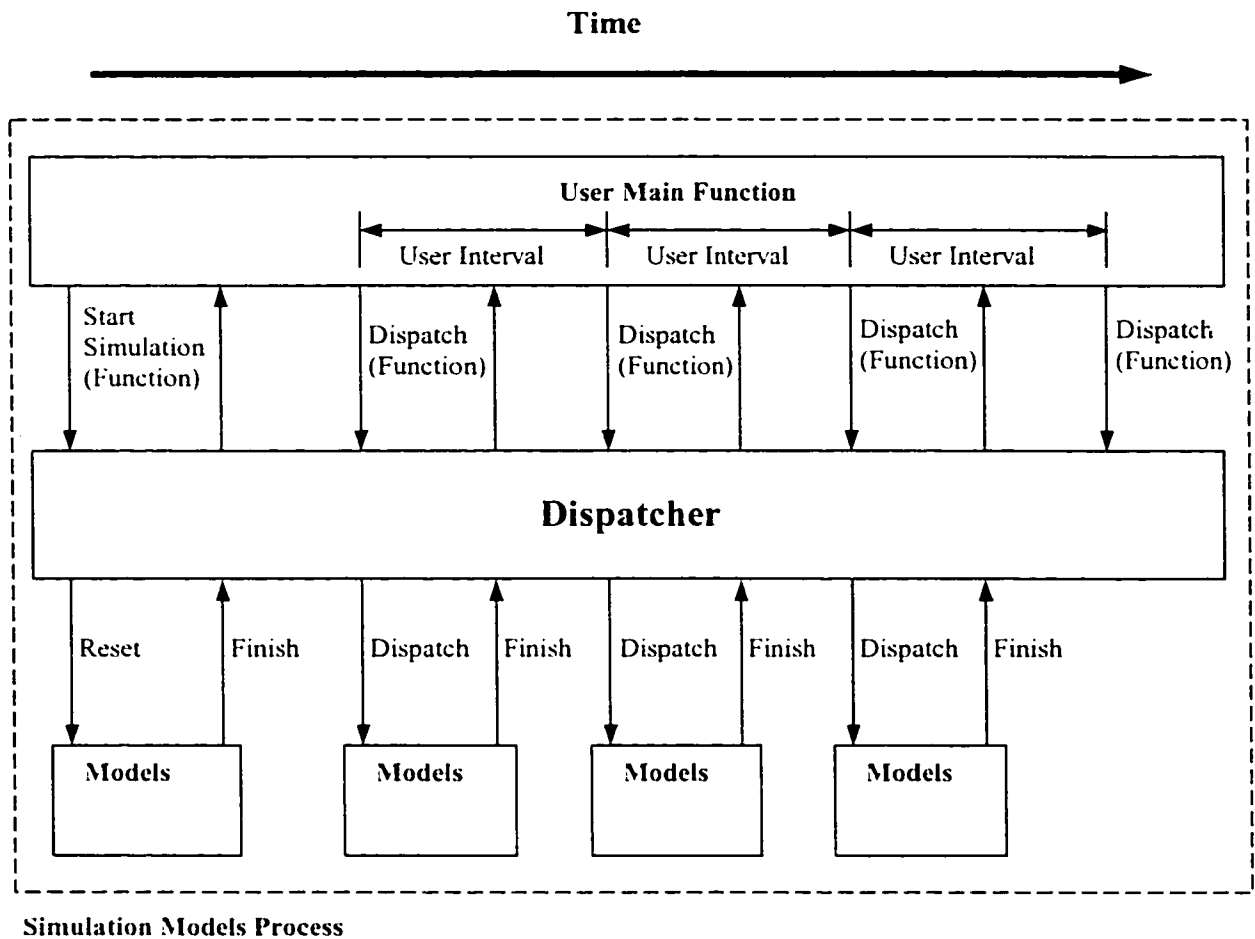 Time
User Main Function
User Interval
User Interval
User Interval
Start
Simulation
(Function)
Dispatch
(Function)
Dispatch
(Function)
Dispatch
(Function)
Dispatch
(Function)
Dispatcher
Reset
Finish
Dispatch
Finish
Dispatch
Finish
Dispatch
Finish
Models
Models
Models
Models
Simulation Models Process